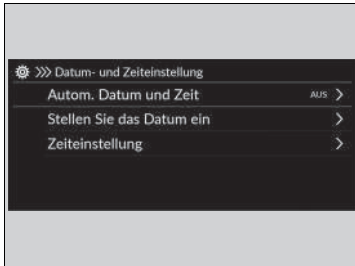 >>> Datum- und Zeiteinstellung
Autom. Datum und Zeit AUS >
Stellen Sie das Datum ein >
Zeiteinstellung >